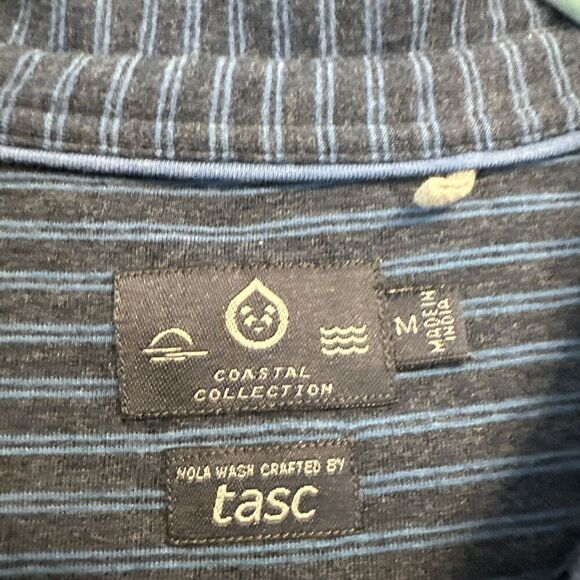 COASTAL
COLLECTION
M
MADE IN
INDIA
NOLA WASH CRAFTED BY
tasc